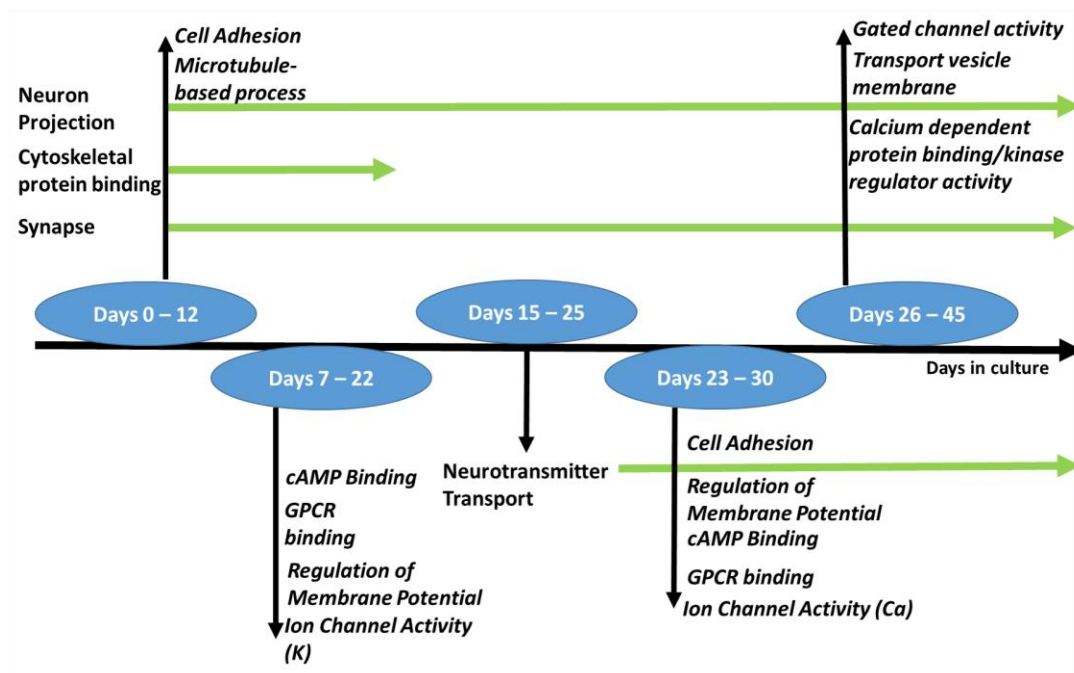 Cell Adhesion
Microtubule-
based process
Neuron
Projection
Cytoskeletal
protein binding
Synapse
Gated channel activity
Transport vesicle
membrane
Calcium dependent
protein binding/kinase
regulator activity
Days 0 – 12
Days 15 – 25
Days 26 – 45
Days 7 – 22
Days 23 – 30
Days in culture
cAMP Binding
GPCR
binding
Regulation of
Membrane Potential
Ion Channel Activity
(K)
Neurotransmitter
Transport
Cell Adhesion
Regulation of
Membrane Potential
cAMP Binding
GPCR binding
Ion Channel Activity (Ca)